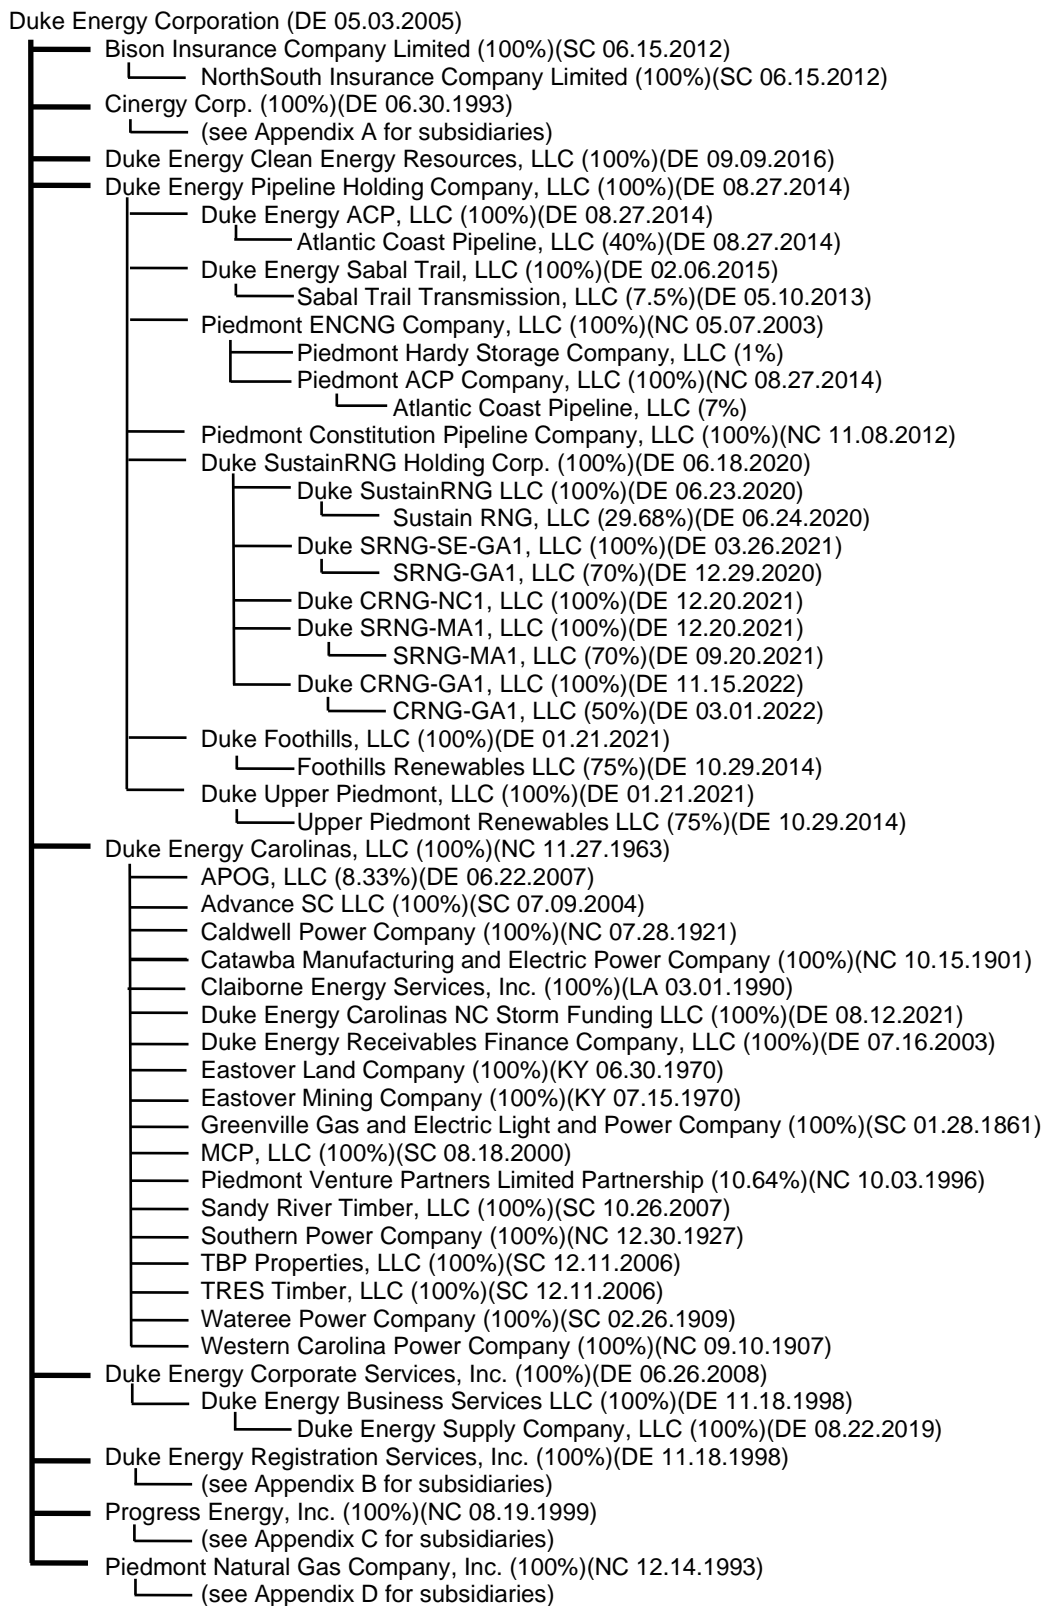 Duke Energy Corporation (DE 05.03.2005)
Bison Insurance Company Limited (100%)(SC 06.15.2012)
NorthSouth Insurance Company Limited (100%)(SC 06.15.2012)
Cinergy Corp. (100%)(DE 06.30.1993)
(see Appendix A for subsidiaries)
Duke Energy Clean Energy Resources, LLC (100%)(DE 09.09.2016)
Duke Energy Pipeline Holding Company, LLC (100%)(DE 08.27.2014)
Duke Energy ACP, LLC (100%)(DE 08.27.2014)
Atlantic Coast Pipeline, LLC (40%)(DE 08.27.2014)
Duke Energy Sabal Trail, LLC (100%)(DE 02.06.2015)
Sabal Trail Transmission, LLC (7.5%)(DE 05.10.2013)
Piedmont ENCNG Company, LLC (100%)(NC 05.07.2003)
Piedmont Hardy Storage Company, LLC (1%)
Piedmont ACP Company, LLC (100%)(NC 08.27.2014)
Atlantic Coast Pipeline, LLC (7%)
Piedmont Constitution Pipeline Company, LLC (100%)(NC 11.08.2012)
Duke SustainRNG Holding Corp. (100%)(DE 06.18.2020)
Duke SustainRNG LLC (100%)(DE 06.23.2020)
Sustain RNG, LLC (29.68%)(DE 06.24.2020)
Duke SRNG-SE-GA1, LLC (100%)(DE 03.26.2021)
SRNG-GA1, LLC (70%)(DE 12.29.2020)
Duke CRNG-NC1, LLC (100%)(DE 12.20.2021)
Duke SRNG-MA1, LLC (100%)(DE 12.20.2021)
SRNG-MA1, LLC (70%)(DE 09.20.2021)
Duke CRNG-GA1, LLC (100%)(DE 11.15.2022)
CRNG-GA1, LLC (50%)(DE 03.01.2022)
Duke Foothills, LLC (100%)(DE 01.21.2021)
Foothills Renewables LLC (75%)(DE 10.29.2014)
Duke Upper Piedmont, LLC (100%)(DE 01.21.2021)
Upper Piedmont Renewables LLC (75%)(DE 10.29.2014)
Duke Energy Carolinas, LLC (100%)(NC 11.27.1963)
APOG, LLC (8.33%)(DE 06.22.2007)
Advance SC LLC (100%)(SC 07.09.2004)
Caldwell Power Company (100%)(NC 07.28.1921)
Catawba Manufacturing and Electric Power Company (100%)(NC 10.15.1901)
Claiborne Energy Services, Inc. (100%)(LA 03.01.1990)
Duke Energy Carolinas NC Storm Funding LLC (100%)(DE 08.12.2021)
Duke Energy Receivables Finance Company, LLC (100%)(DE 07.16.2003)
Eastover Land Company (100%)(KY 06.30.1970)
Eastover Mining Company (100%)(KY 07.15.1970)
Greenville Gas and Electric Light and Power Company (100%)(SC 01.28.1861)
MCP, LLC (100%)(SC 08.18.2000)
Piedmont Venture Partners Limited Partnership (10.64%)(NC 10.03.1996)
Sandy River Timber, LLC (100%)(SC 10.26.2007)
Southern Power Company (100%)(NC 12.30.1927)
TBP Properties, LLC (100%)(SC 12.11.2006)
TRES Timber, LLC (100%)(SC 12.11.2006)
Wateree Power Company (100%)(SC 02.26.1909)
Western Carolina Power Company (100%)(NC 09.10.1907)
Duke Energy Corporate Services, Inc. (100%)(DE 06.26.2008)
Duke Energy Business Services LLC (100%)(DE 11.18.1998)
Duke Energy Supply Company, LLC (100%)(DE 08.22.2019)
Duke Energy Registration Services, Inc. (100%)(DE 11.18.1998)
(see Appendix B for subsidiaries)
Progress Energy, Inc. (100%)(NC 08.19.1999)
(see Appendix C for subsidiaries)
Piedmont Natural Gas Company, Inc. (100%)(NC 12.14.1993)
(see Appendix D for subsidiaries)